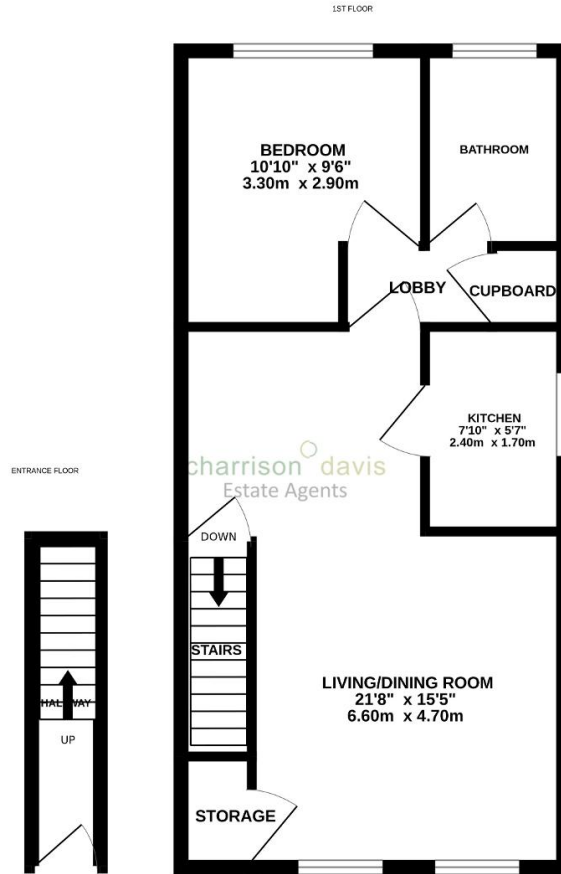 1ST FLOOR
BEDROOM
10'10" x 9'6"
3.30m x 2.90m
BATHROOM
LOBBY
CUPBOARD
KITCHEN
7'10" x 5'7"
2.40m x 1.70m
charrison davis
Estate Agents
ENTRANCE FLOOR
DOWN
STAIRS
LIVING/DINING ROOM
21'8" x 15'5"
6.60m x 4.70m
HALLWAY
UP
STORAGE